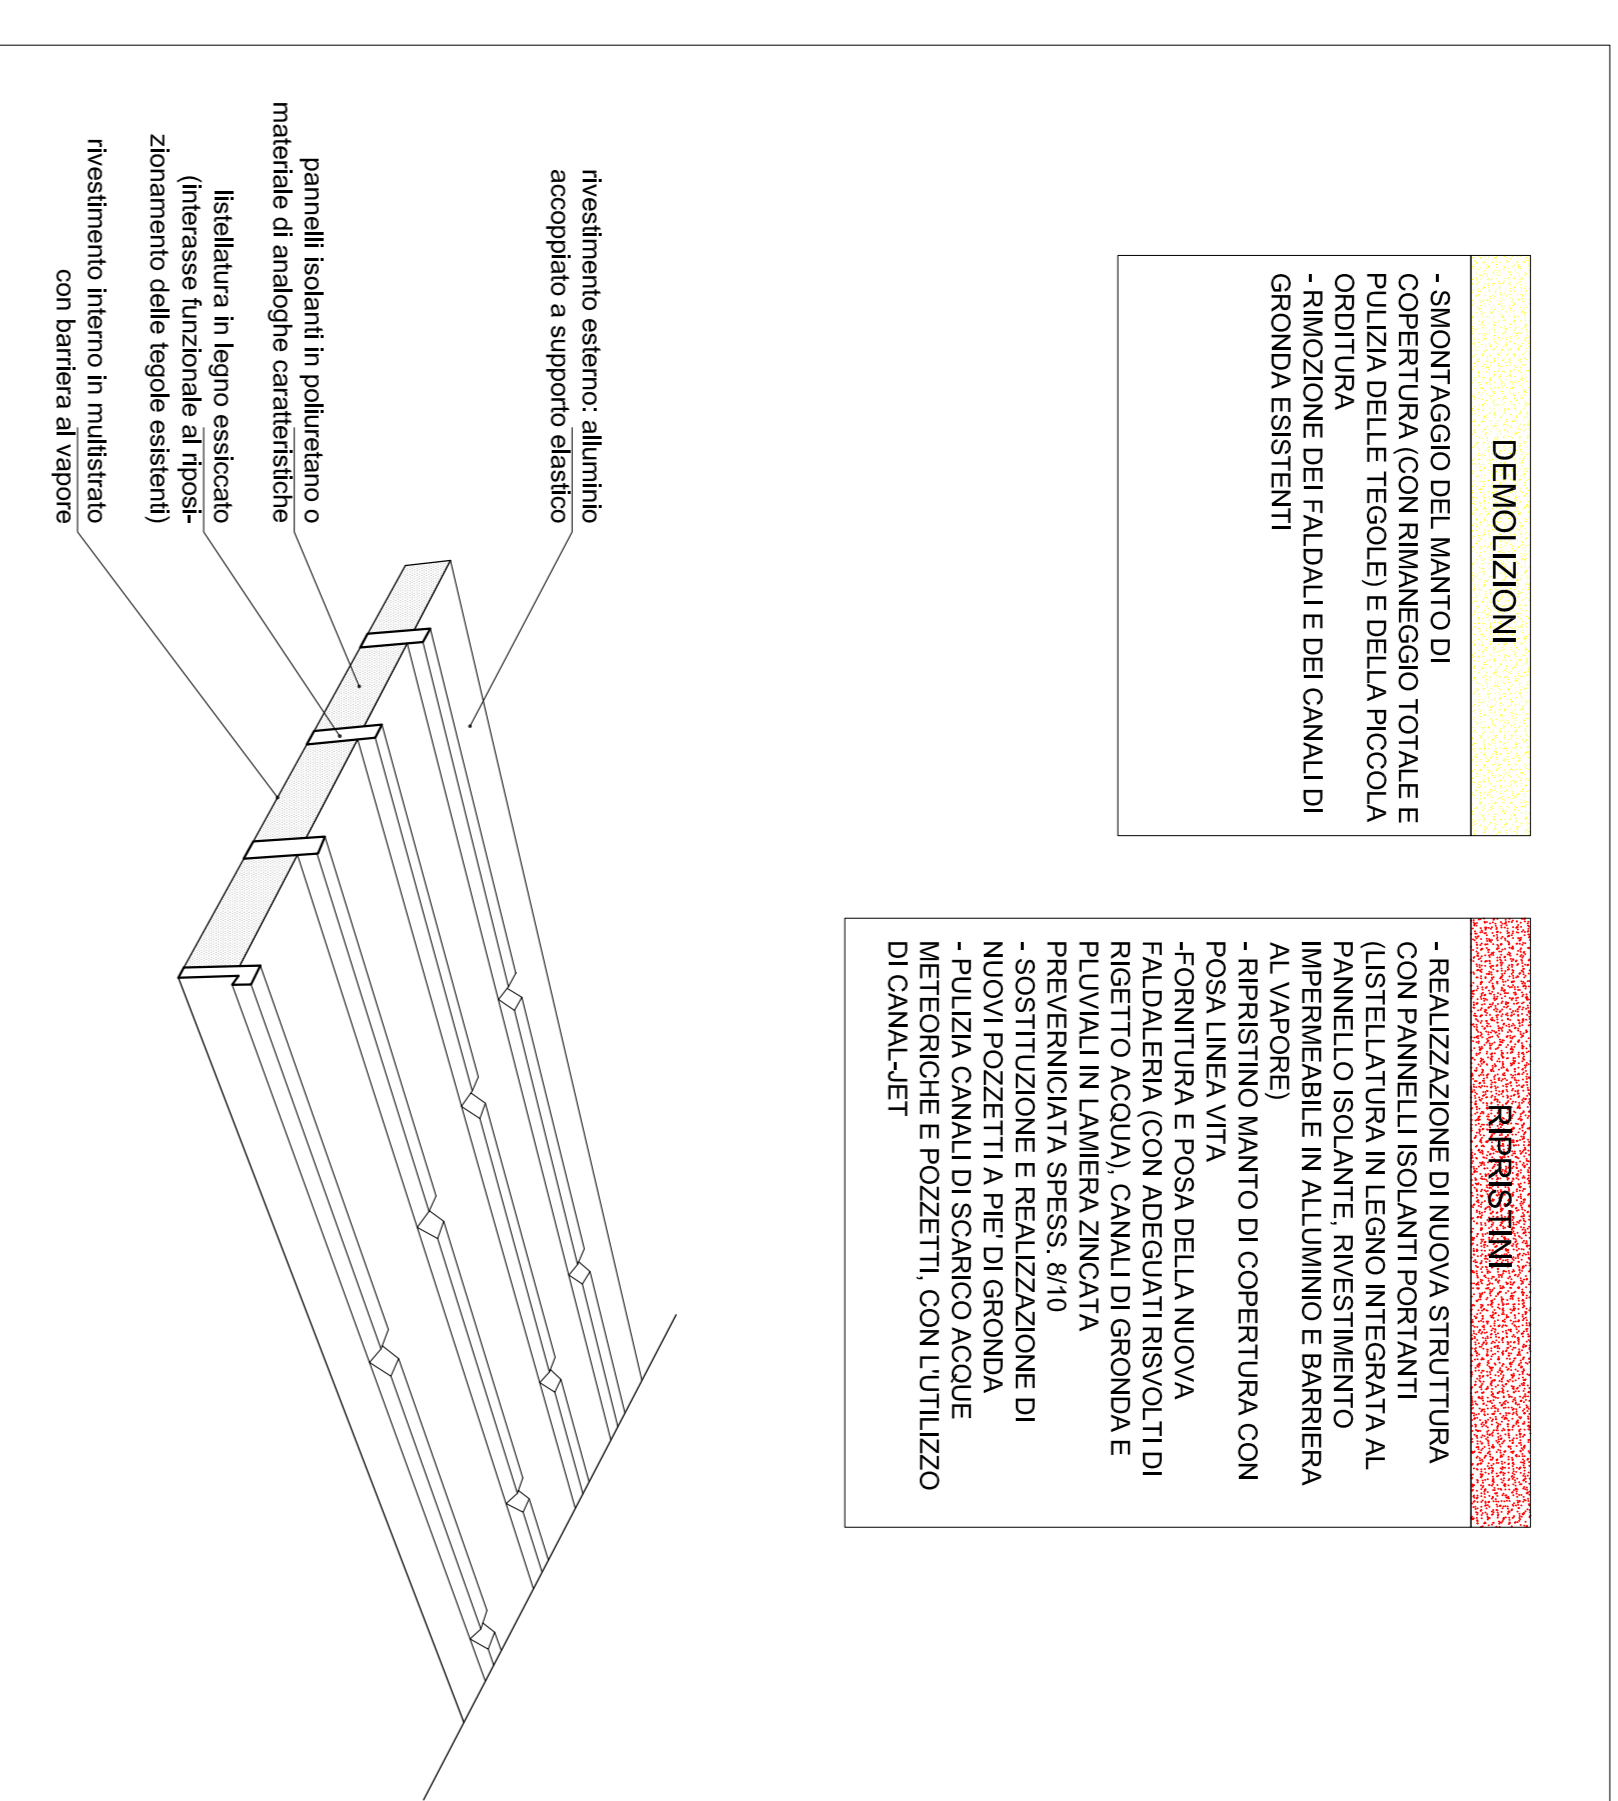 DEMOLIZIONI
- SMONTAGGIO DEL MANTO DI
COPERTURA (CON RIMANEGGIO TOTALE E
PULIZIA DELLE TEGOLE) E DELLA PICCOLA
ORDITURA
- RIMOZIONE DEI FALDALI E DEI CANALI DI
GRONDA ESISTENTI
RIPRISTINI
- REALIZZAZIONE DI NUOVA STRUTTURA
CON PANNELLI ISOLANTI PORTANTI
(LISTELLATURA IN LEGNO INTEGRATA AL
PANNELLO ISOLANTE, RIVESTIMENTO
IMPERMEABILE IN ALLUMINIO E BARRIERA
AL VAPORE)
- RIPRISTINO MANTO DI COPERTURA CON
POSA LINEA VITA
-FORNITURA E POSA DELLA NUOVA
FALDALERIA (CON ADEGUATI RISVOLTI DI
RIGETTO ACQUA), CANALI DI GRONDA E
PLUVIALI IN LAMIERA ZINCATA
PREVERNICIATA SPESS. 8/10
- SOSTITUZIONE E REALIZZAZIONE DI
NUOVI POZZETTI A PIE' DI GRONDA
- PULIZIA CANALI DI SCARICO ACQUE
METEORICHE E POZZETTI, CON L'UTILIZZO
DI CANAL-JET
rivestimento esterno: alluminio
accoppiato a supporto elastico
pannelli isolanti in poliuretano o
materiale di analoghe caratteristiche
listellatura in legno essiccato
(interasse funzionale al riposi-
zionamento delle tegole esistenti)
rivestimento interno in multistrato
con barriera al vapore